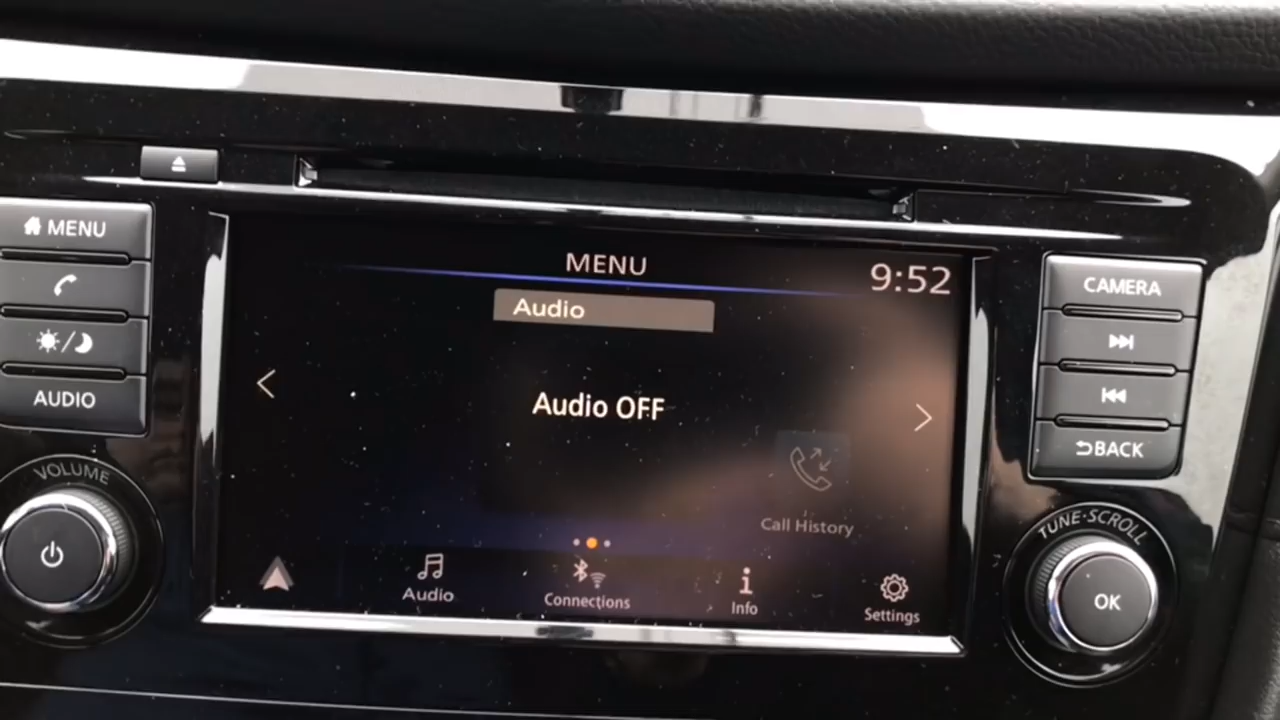 MENU
AUDIO
VOLUME
MENU
9:52
Audio
Audio OFF
Call History
Audio
Connections
Info
Settings
CAMERA
BACK
TUNE·SCROLL
OK